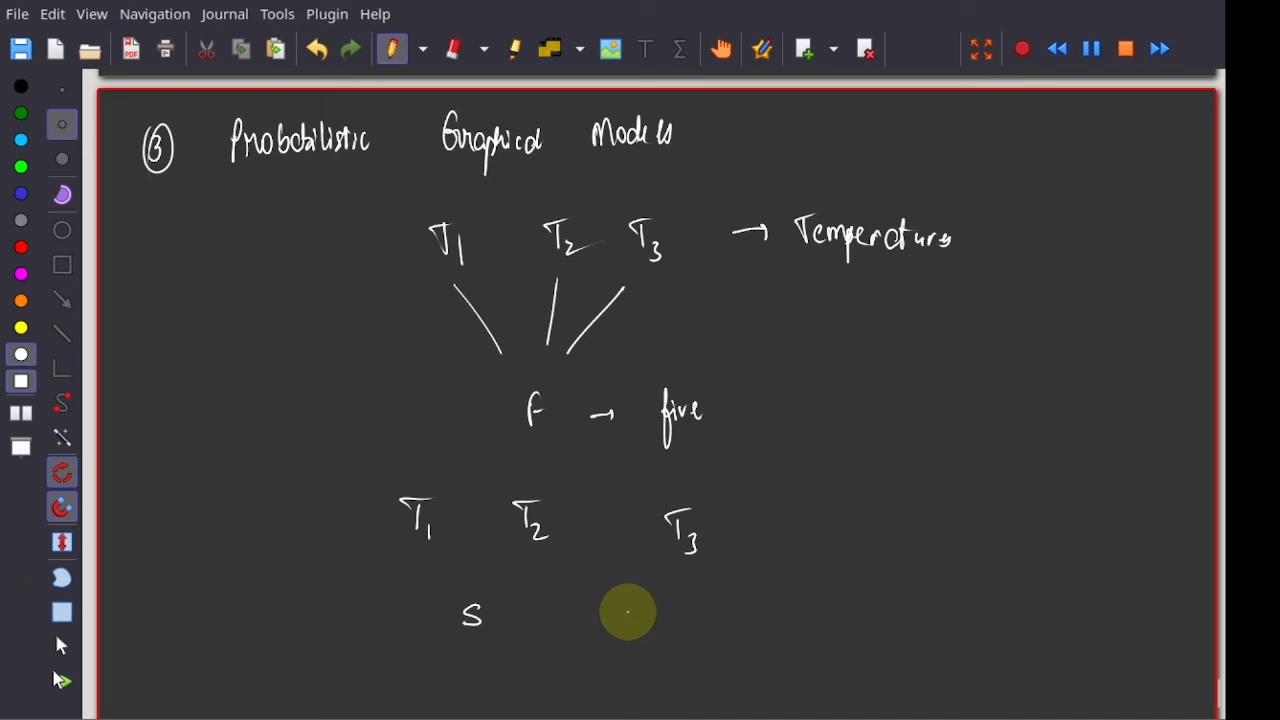 File Edit View Navigation Journal Tools Plugin Help
③ Probabilistic Graphical Models
T1 T2 T3 → Temperatures
F → fire
T1 T2 T3
S